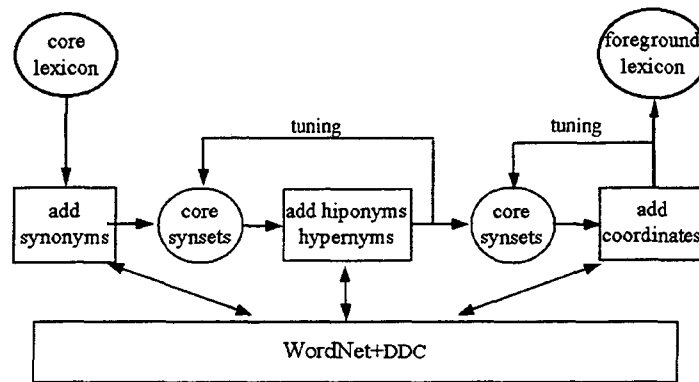 core
lexicon
foreground
lexicon
tuning
tuning
add
synonyms
core
synsets
add hiponyms
hypernyms
core
synsets
add
coordinates
WordNet+DDC